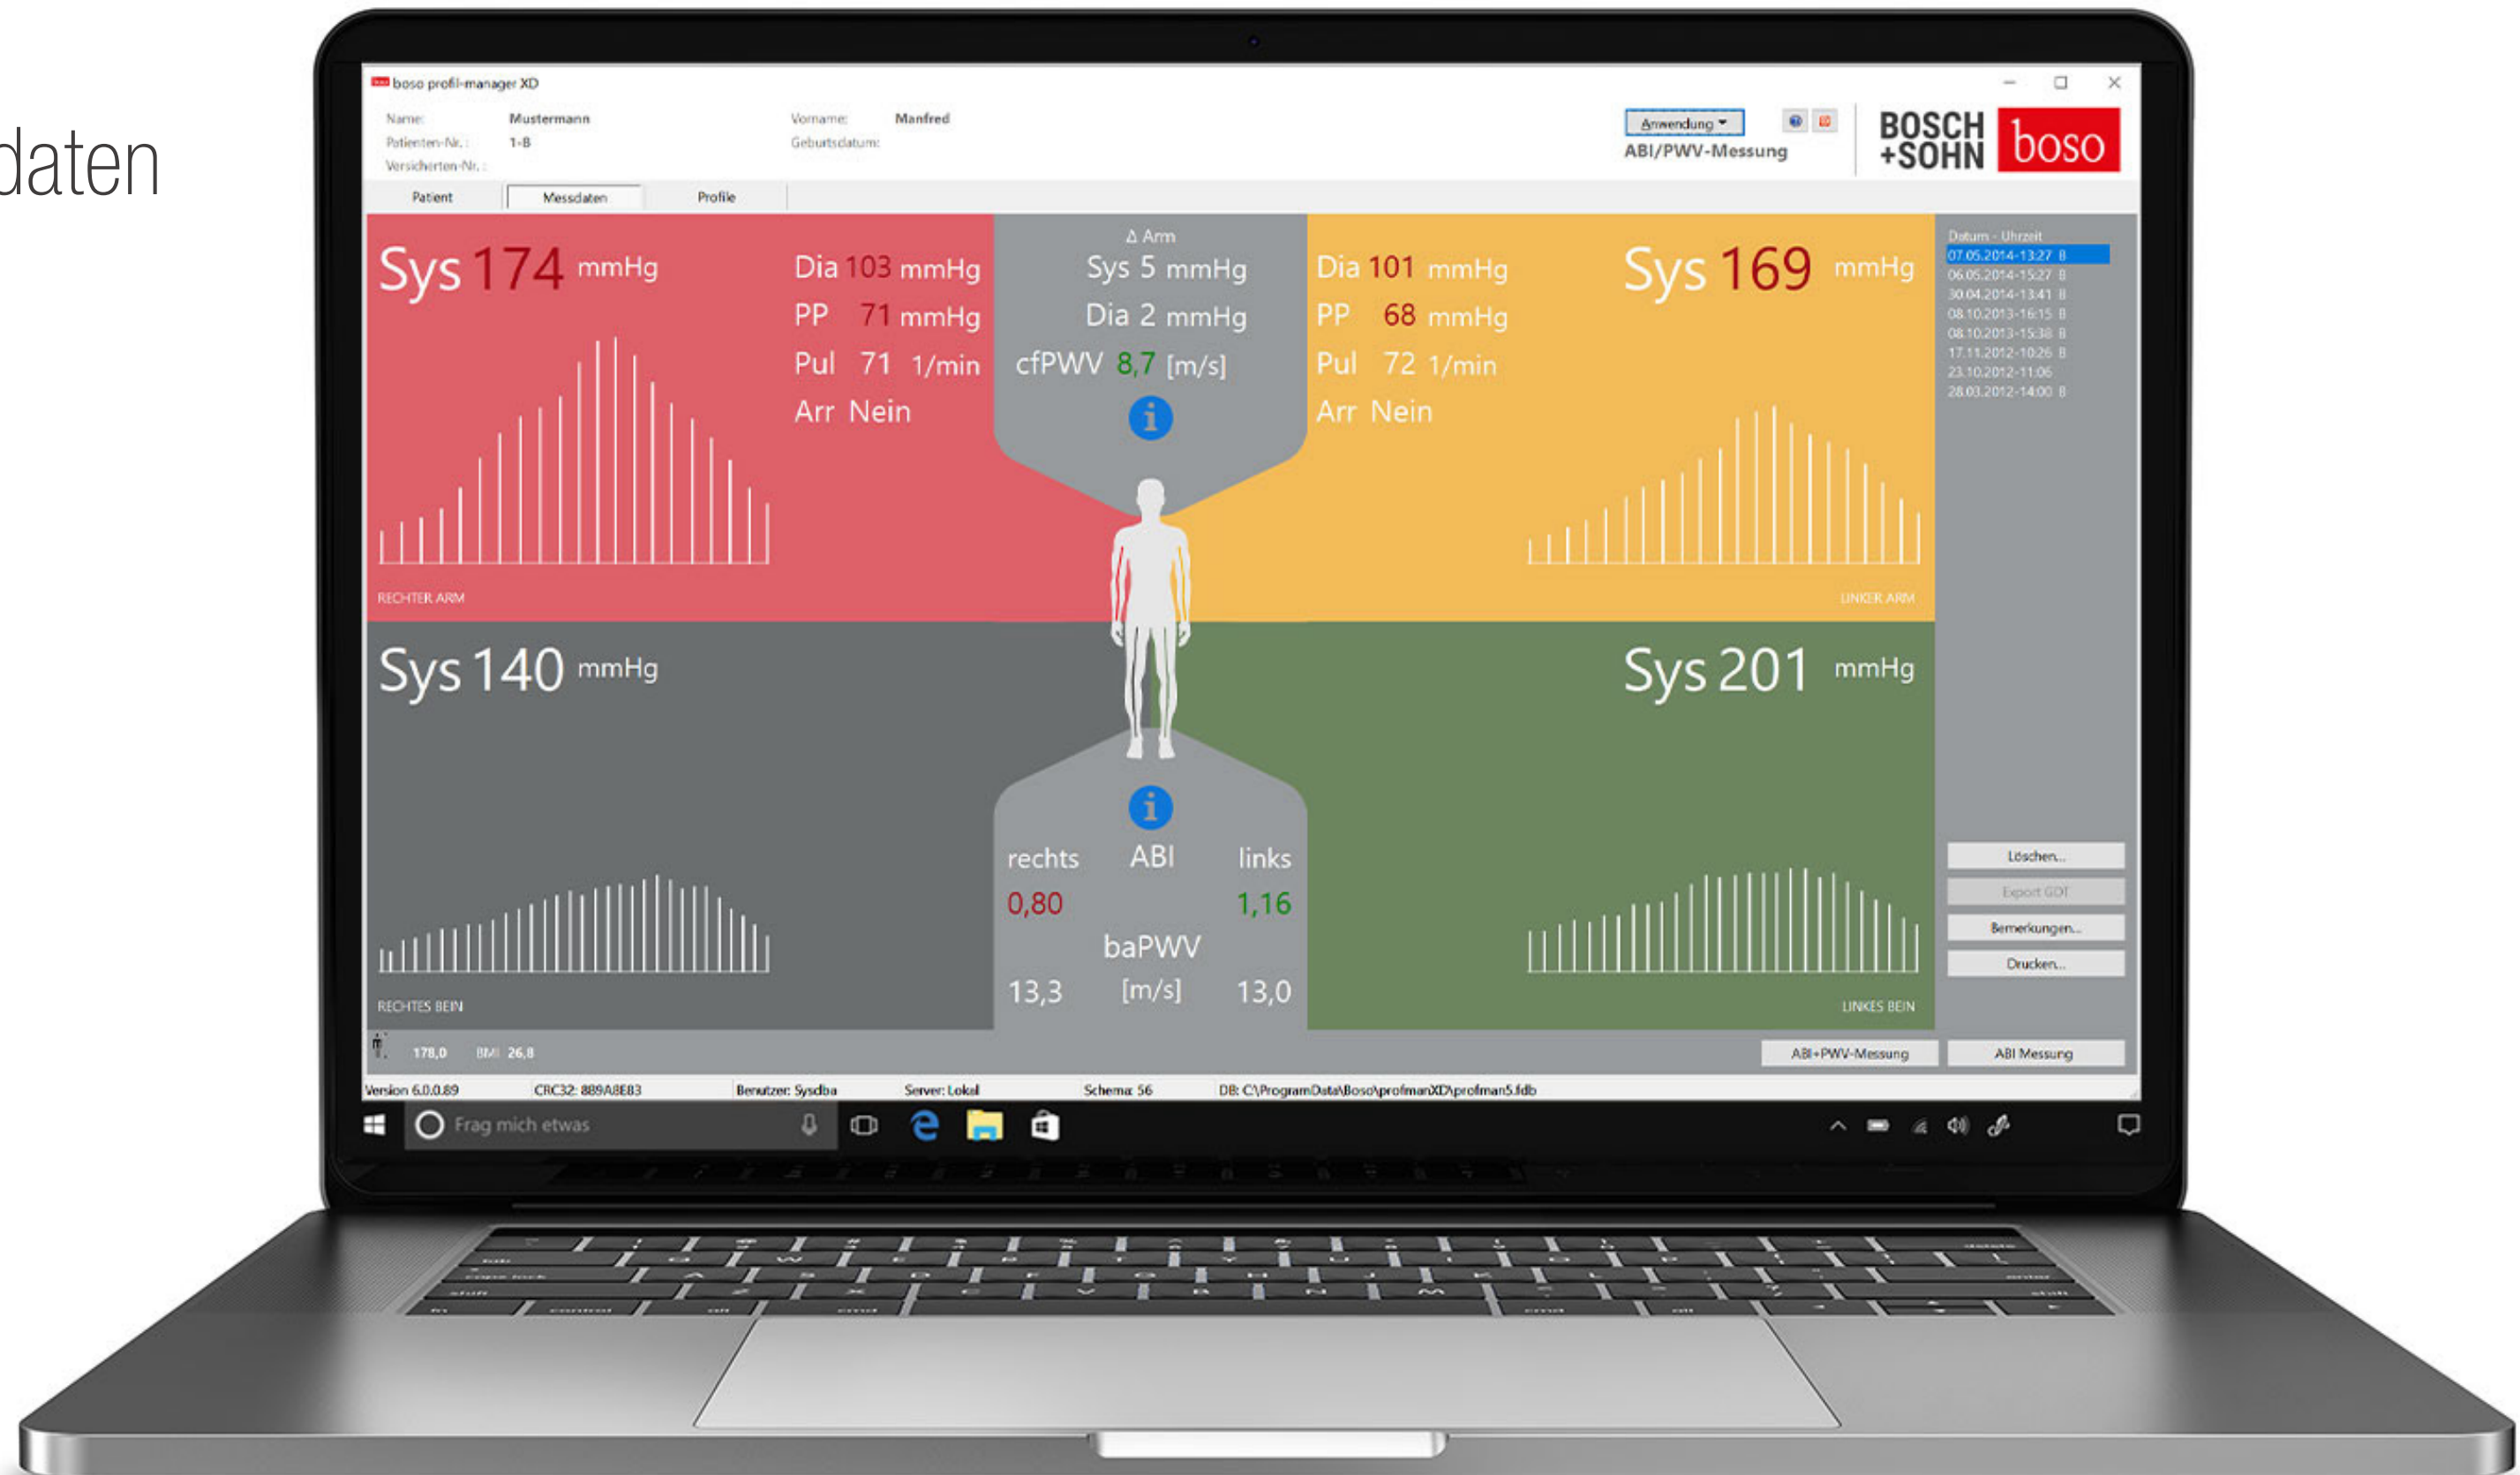 daten
boso profil-manager XD
Name: Mustermann Vorname: Manfred
Patienten-Nr.: 1-B Geburtsdatum:
Versicherten-Nr.:
Anwendung
ABI/PWV-Messung
BOSCH
+SOHN
boso
Patient Messdaten Profile
Sys 174 mmHg
Dia 103 mmHg
PP 71 mmHg
Pul 71 1/min
Arr Nein
RECHTER ARM
Δ Arm
Sys 5 mmHg
Dia 2 mmHg
cfPWV 8,7 [m/s]
i
Dia 101 mmHg
PP 68 mmHg
Pul 72 1/min
Arr Nein
Sys 169 mmHg
LINKER ARM
Datum - Uhrzeit
07.05.2014-13:27 B
06.05.2014-15:27 B
30.04.2014-13:41 B
08.10.2013-16:15 B
08.10.2013-15:38 B
17.11.2012-10:26 B
23.10.2012-11:06
28.03.2012-14:00 B
Sys 140 mmHg
RECHTES BEIN
i
rechts ABI links
0,80 1,16
baPWV
13,3 [m/s] 13,0
Sys 201 mmHg
LINKES BEIN
Löschen...
Export GDT
Bemerkungen...
Drucken...
178,0 BMI 26,8
ABI+PWV-Messung ABI Messung
Version 6.0.0.89 CRC32: 889A8E83 Benutzer: Sysdba Server: Lokal Schema: 56 DB: C:\ProgramData\Boso\profmanXD\profman5.fdb
Frag mich etwas